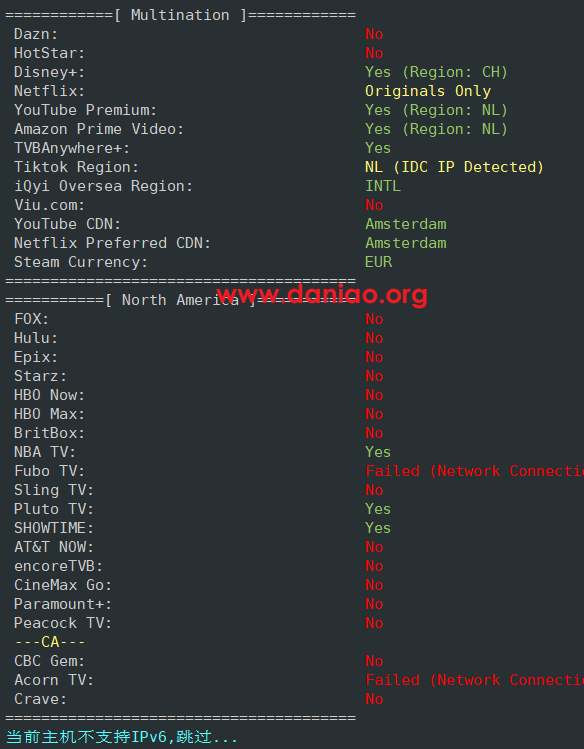 ============[ Multination ]============
Dazn: No
HotStar: No
Disney+: Yes (Region: CH)
Netflix: Originals Only
YouTube Premium: Yes (Region: NL)
Amazon Prime Video: Yes (Region: NL)
TVBAnywhere+: Yes
Tiktok Region: NL (IDC IP Detected)
iQyi Oversea Region: INTL
Viu.com: No
YouTube CDN: Amsterdam
Netflix Preferred CDN: Amsterdam
Steam Currency: EUR
=======================================
===========[ North America ]===========
www.daniao.org
FOX: No
Hulu: No
Epix: No
Starz: No
HBO Now: No
HBO Max: No
BritBox: No
NBA TV: Yes
Fubo TV: Failed (Network Connectio
Sling TV: No
Pluto TV: Yes
SHOWTIME: Yes
AT&T NOW: No
encoreTVB: No
CineMax Go: No
Paramount+: No
Peacock TV: No
---CA---
CBC Gem: No
Acorn TV: Failed (Network Connectio
Crave: No
=======================================
当前主机不支持IPv6,跳过...